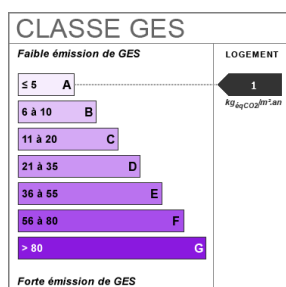 CLASSE GES
Faible émission de GES
LOGEMENT
≤ 5 A
1
kgéqCO2/m².an
6 à 10 B
11 à 20 C
21 à 35 D
36 à 55 E
56 à 80 F
> 80 G
Forte émission de GES